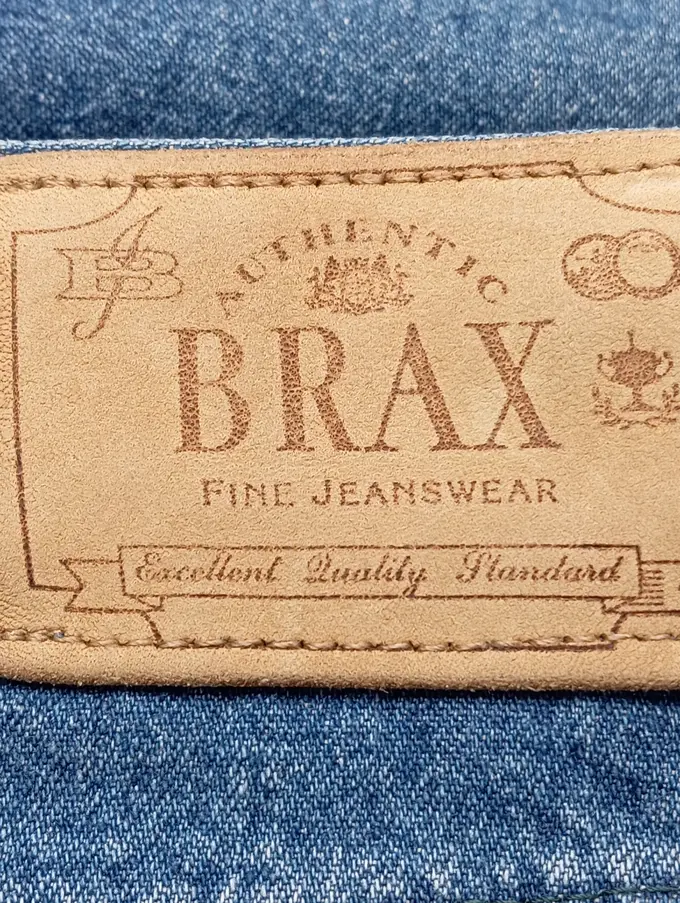 AUTHENTIC
BRAX
FINE JEANSWEAR
Excellent Quality Standard